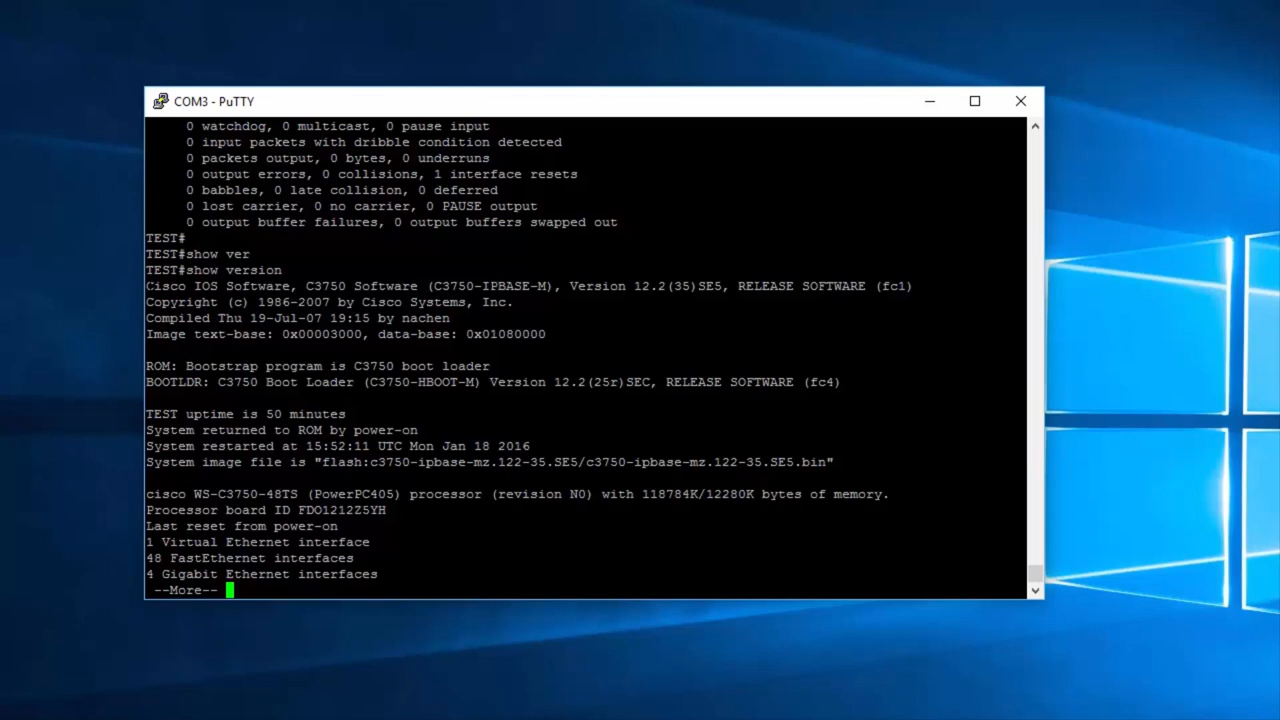 COM3 - PuTTY
0 watchdog, 0 multicast, 0 pause input
0 input packets with dribble condition detected
0 packets output, 0 bytes, 0 underruns
0 output errors, 0 collisions, 1 interface resets
0 babbles, 0 late collision, 0 deferred
0 lost carrier, 0 no carrier, 0 PAUSE output
0 output buffer failures, 0 output buffers swapped out
TEST#
TEST#show ver
TEST#show version
Cisco IOS Software, C3750 Software (C3750-IPBASE-M), Version 12.2(35)SE5, RELEASE SOFTWARE (fc1)
Copyright (c) 1986-2007 by Cisco Systems, Inc.
Compiled Thu 19-Jul-07 19:15 by nachen
Image text-base: 0x00003000, data-base: 0x01080000
ROM: Bootstrap program is C3750 boot loader
BOOTLDR: C3750 Boot Loader (C3750-HBOOT-M) Version 12.2(25r)SEC, RELEASE SOFTWARE (fc4)
TEST uptime is 50 minutes
System returned to ROM by power-on
System restarted at 15:52:11 UTC Mon Jan 18 2016
System image file is "flash:c3750-ipbase-mz.122-35.SE5/c3750-ipbase-mz.122-35.SE5.bin"
cisco WS-C3750-48TS (PowerPC405) processor (revision N0) with 118784K/12280K bytes of memory.
Processor board ID FDO1212Z5YH
Last reset from power-on
1 Virtual Ethernet interface
48 FastEthernet interfaces
4 Gigabit Ethernet interfaces
--More--